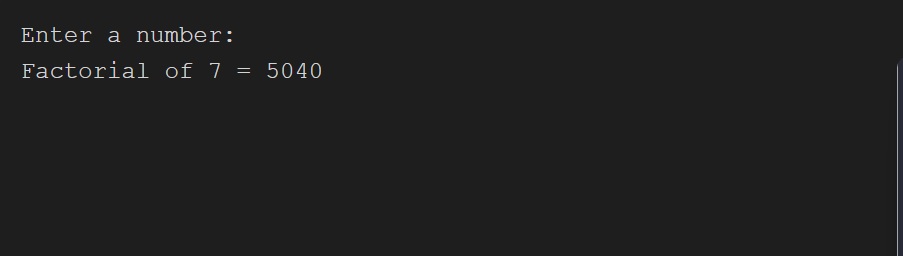 Enter a number:
Factorial of 7 = 5040